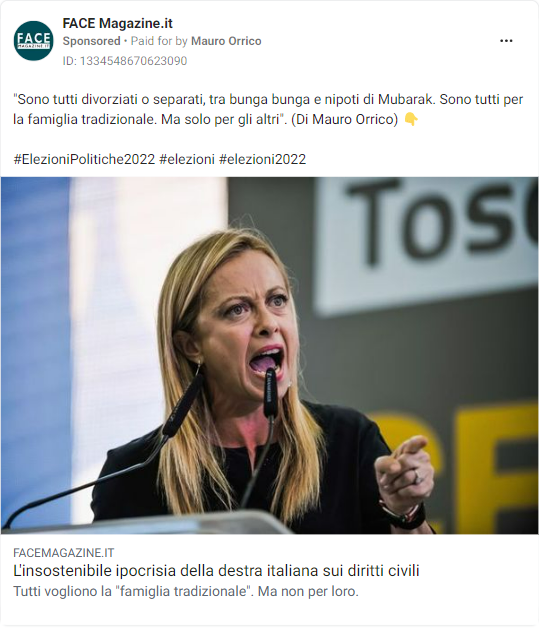 FACE
MAGAZINE.IT
FACE Magazine.it
Sponsored • Paid for by Mauro Orrico
ID: 1334548670623090
"Sono tutti divorziati o separati, tra bunga bunga e nipoti di Mubarak. Sono tutti per
la famiglia tradizionale. Ma solo per gli altri". (Di Mauro Orrico) 👇
#ElezioniPolitiche2022 #elezioni #elezioni2022
Tosc
FACEMAGAZINE.IT
L'insostenibile ipocrisia della destra italiana sui diritti civili
Tutti vogliono la "famiglia tradizionale". Ma non per loro.